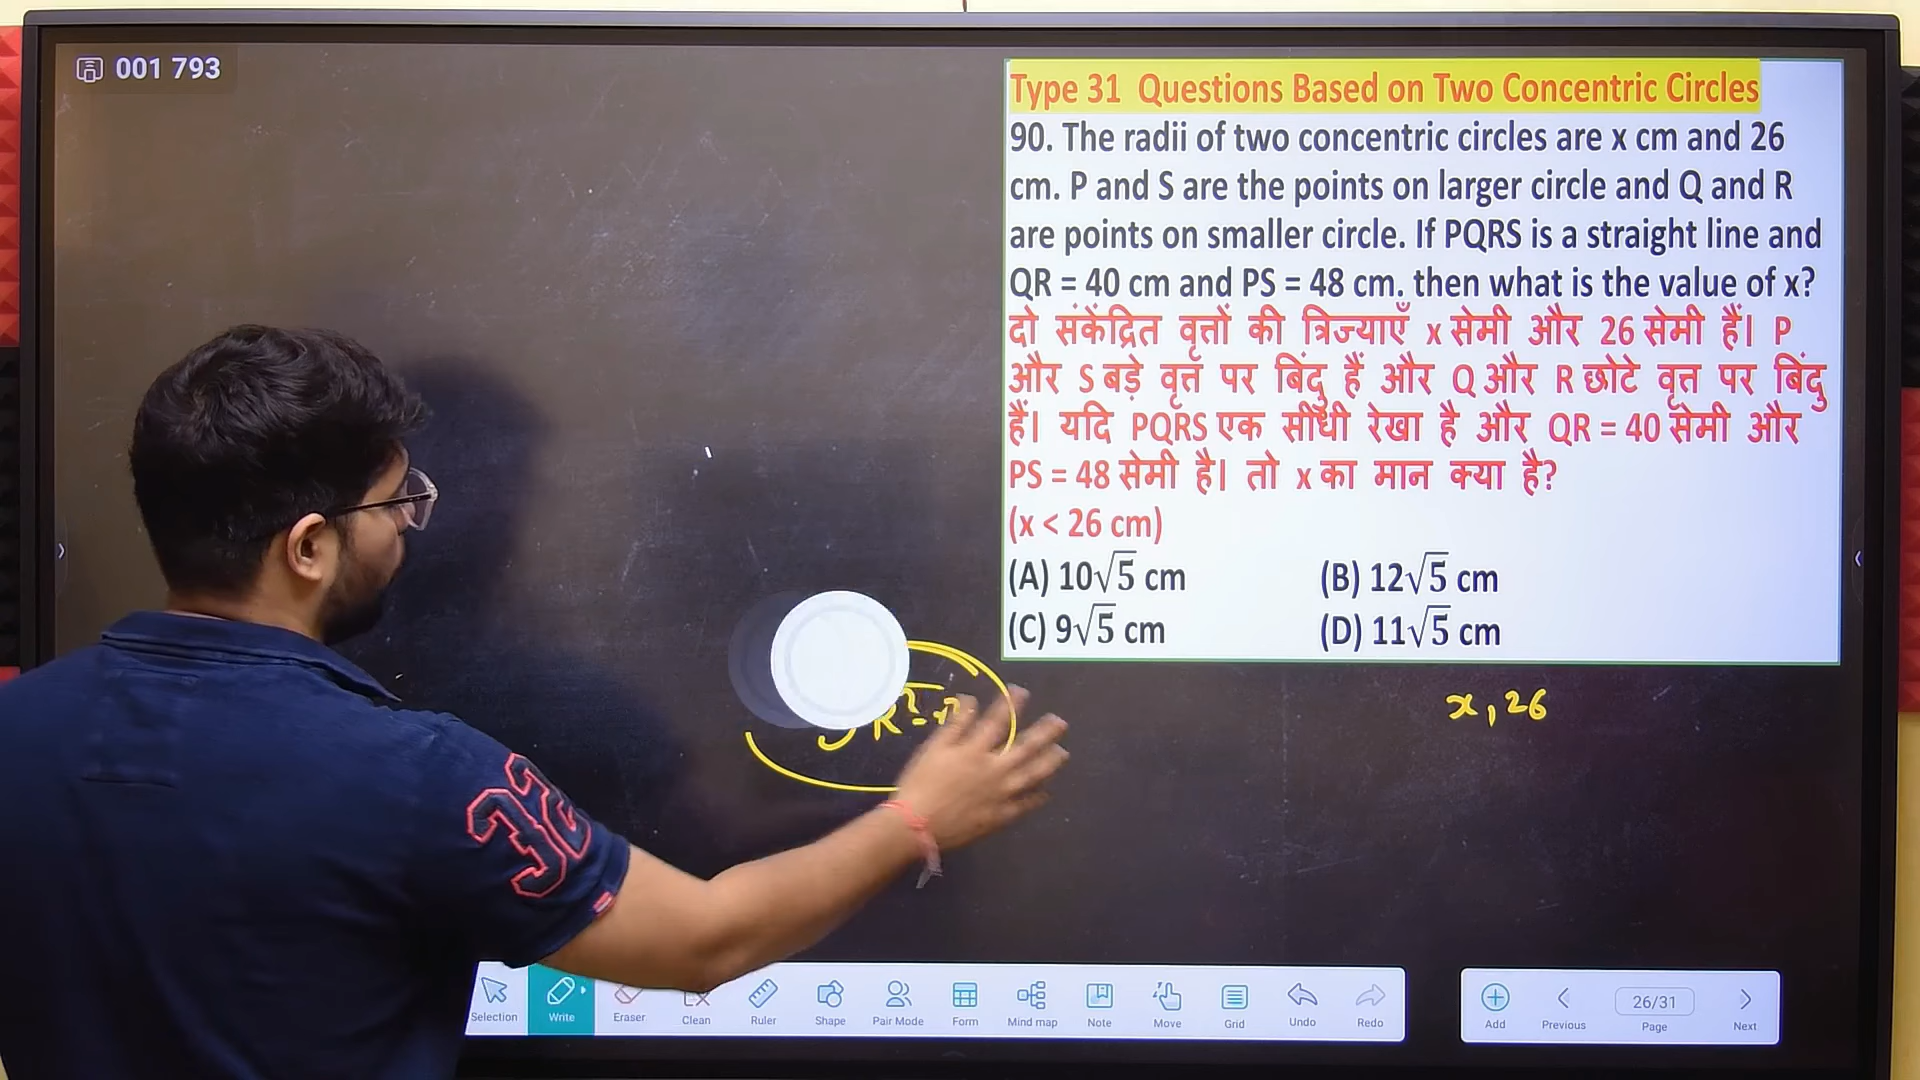 001 793
Type 31 Questions Based on Two Concentric Circles
90. The radii of two concentric circles are x cm and 26
cm. P and S are the points on larger circle and Q and R
are points on smaller circle. If PQRS is a straight line and
QR = 40 cm and PS = 48 cm. then what is the value of x?
दो संकेंद्रित वृत्तों की त्रिज्याएँ x सेमी और 26 सेमी हैं। P
और S बड़े वृत्त पर बिंदु हैं और Q और R छोटे वृत्त पर बिंदु
हैं। यदि PQRS एक सीधी रेखा है और QR = 40 सेमी और
PS = 48 सेमी है। तो x का मान क्या है?
(x < 26 cm)
(A) 10√5 cm (B) 12√5 cm
(C) 9√5 cm (D) 11√5 cm
x, 26
32
Selection Write Eraser Clean Ruler Shape Pair Mode Form Mind map Note Move Grid Undo Redo
Add Previous 26/31 Page Next